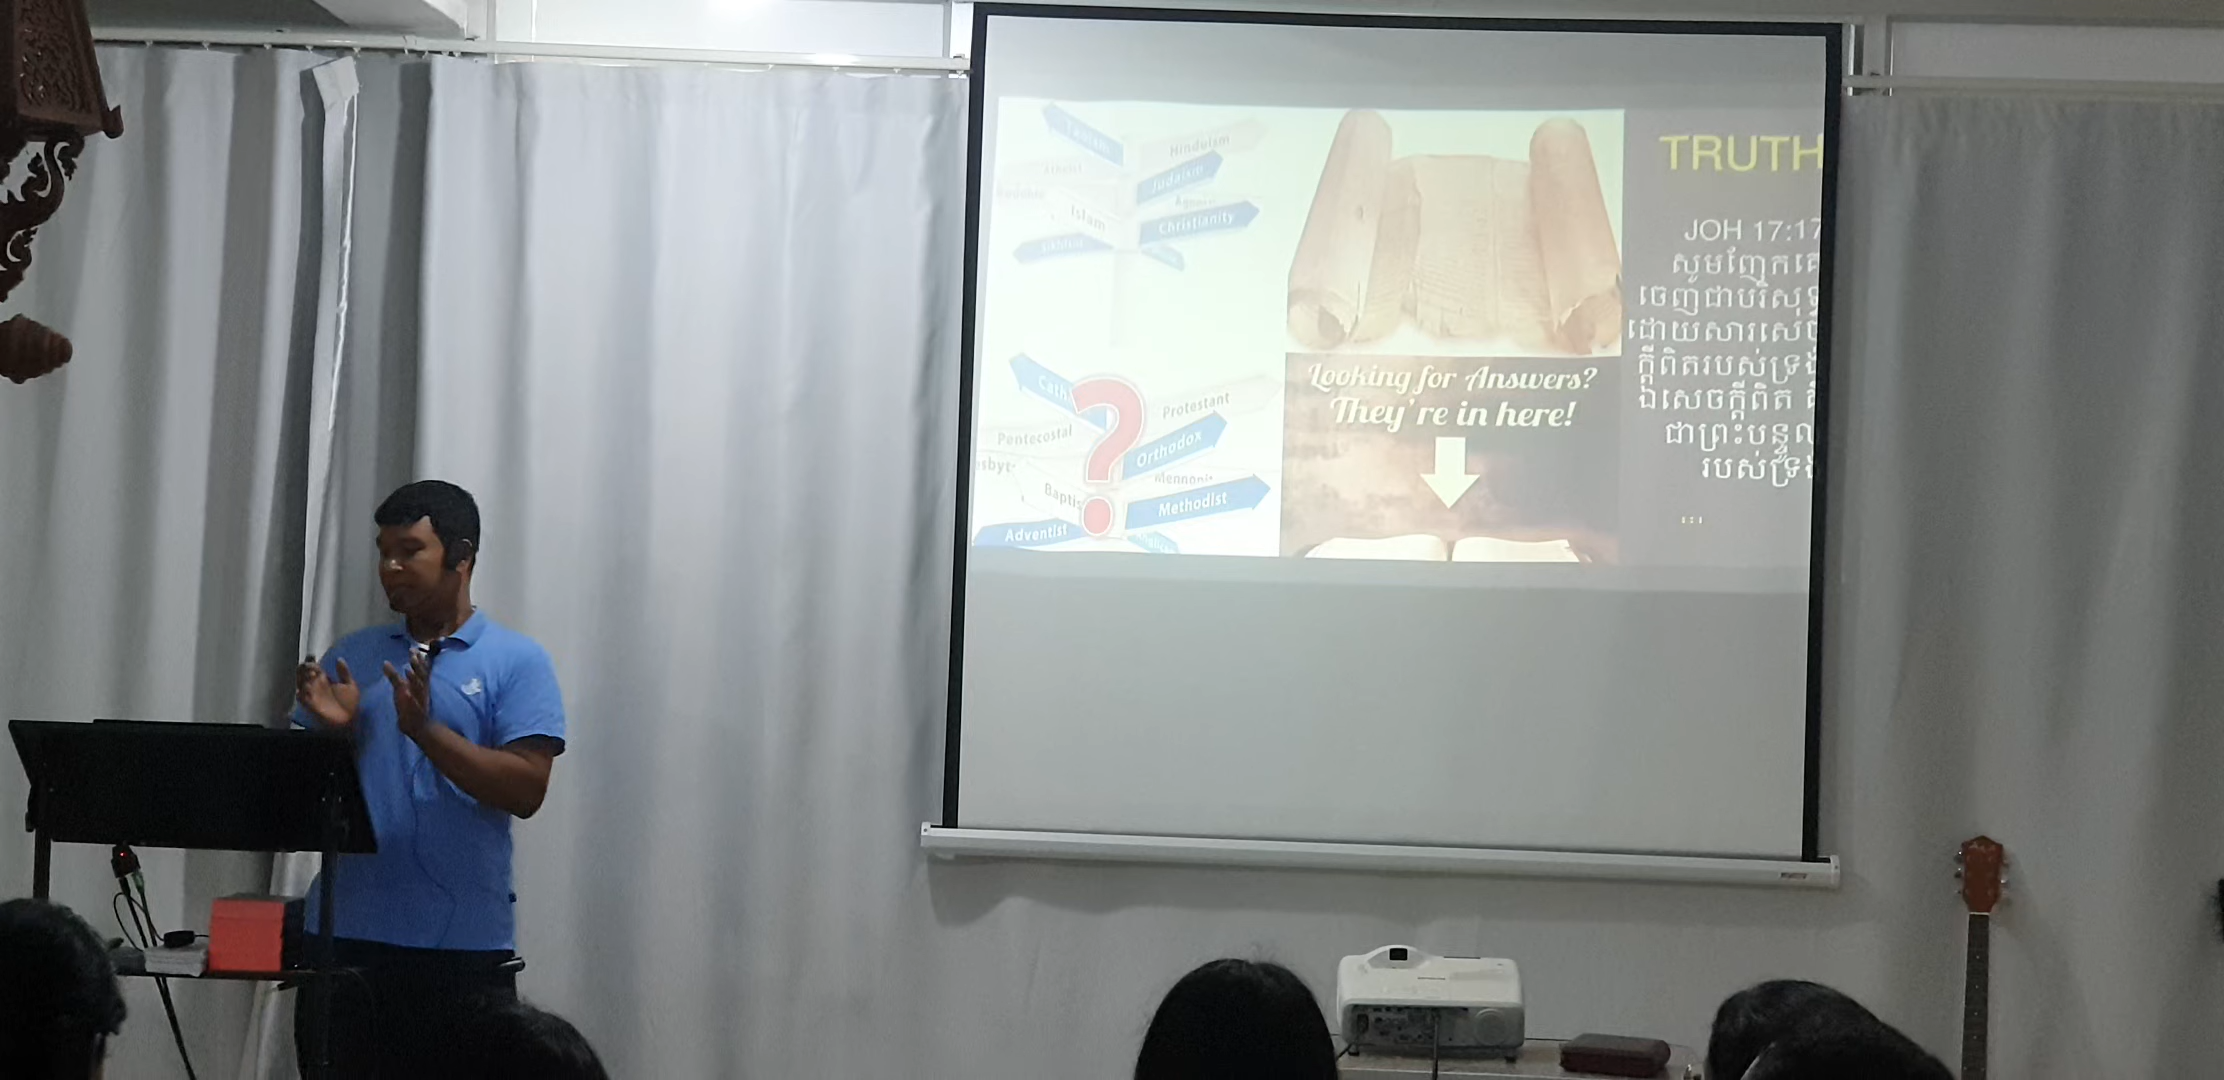 Taoism
Hinduism
Atheist
Judaism
Islam
Christianity
Protestant
Pentecostal
Orthodox
Methodist
Adventist
?
Looking for Answers?
They're in here!
TRUTH
JOH 17:17
សូមញែកគេ
ចេញជាបរិសុទ្ធ
ដោយសារសេច
ក្តីពិតរបស់ទ្រង់
ឯសេចក្តីពិត
ជាព្រះបន្ទូល
របស់ទ្រង់
...